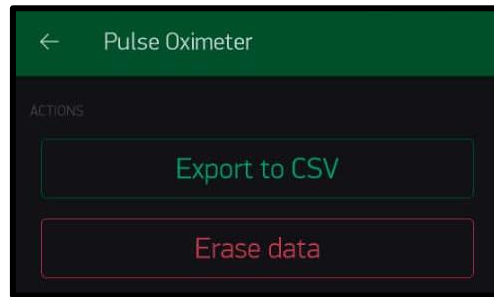 Pulse Oximeter
ACTIONS
Export to CSV
Erase data